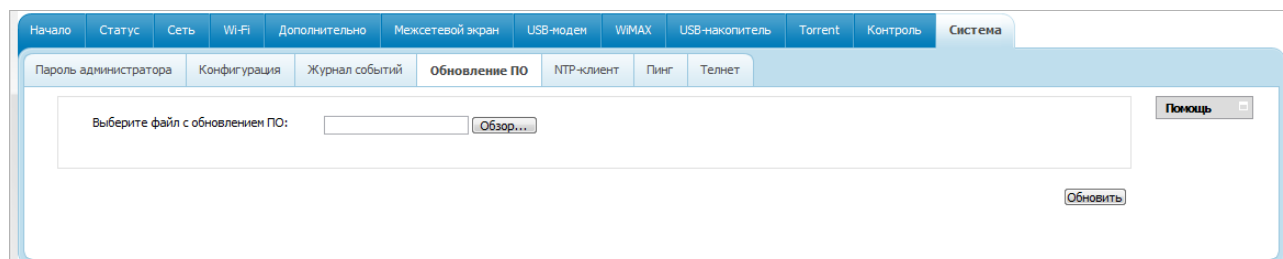 Начало Статус Сеть Wi-Fi Дополнительно Межсетевой экран USB-модем WiMAX USB-накопитель Torrent Контроль Система
Пароль администратора Конфигурация Журнал событий Обновление ПО NTP-клиент Пинг Телнет
Помощь
Выберите файл с обновлением ПО: Обзор...
Обновить